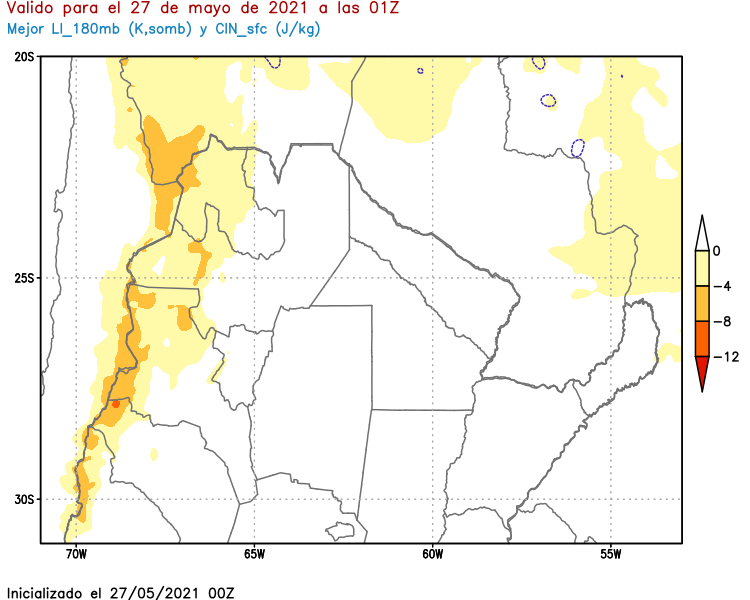 Valido para el 27 de mayo de 2021 a las 01Z
Mejor LI_180mb (K,somb) y CIN_sfc (J/kg)
20S
25S
30S
70W 65W 60W 55W
0
-4
-8
-12
Inicializado el 27/05/2021 00Z